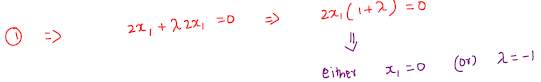 ① ⇒ 2x₁ + λ2x₁ = 0 ⇒ 2x₁(1+λ) = 0
⇓
either x₁ = 0 (or) λ = -1